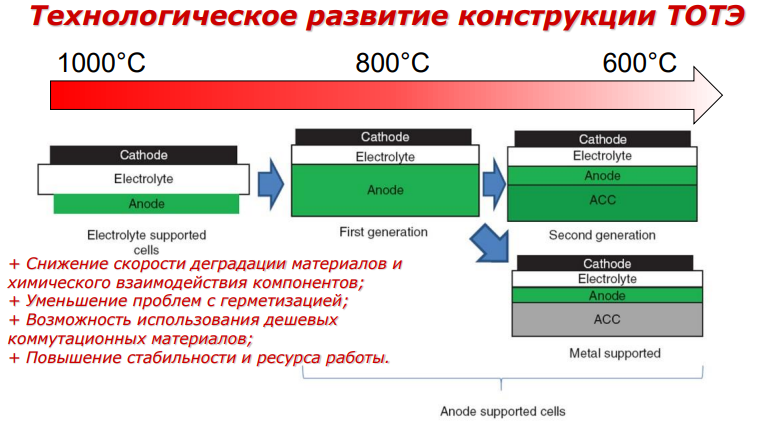 Технологическое развитие конструкции ТОТЭ
1000°C
800°C
600°C
Cathode
Electrolyte
Anode
Electrolyte supported
cells
Cathode
Electrolyte
Anode
First generation
Cathode
Electrolyte
Anode
ACC
Second generation
Cathode
Electrolyte
Anode
ACC
Metal supported
+ Снижение скорости деградации материалов и
химического взаимодействия компонентов;
+ Уменьшение проблем с герметизацией;
+ Возможность использования дешевых
коммутационных материалов;
+ Повышение стабильности и ресурса работы.
Anode supported cells